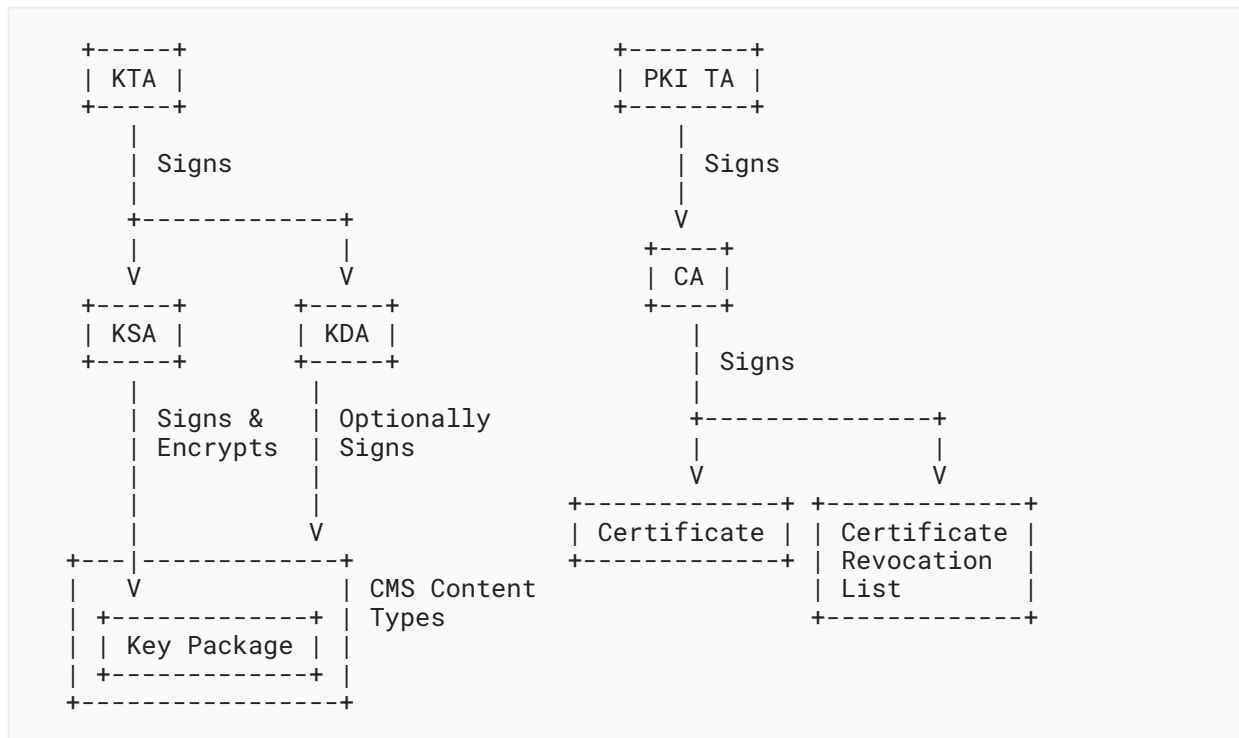 KTA PKI TA
Signs Signs
CA
KSA KDA
Signs
Signs & Optionally
Encrypts Signs
Certificate Certificate
CMS Content Revocation
Types List
Key Package